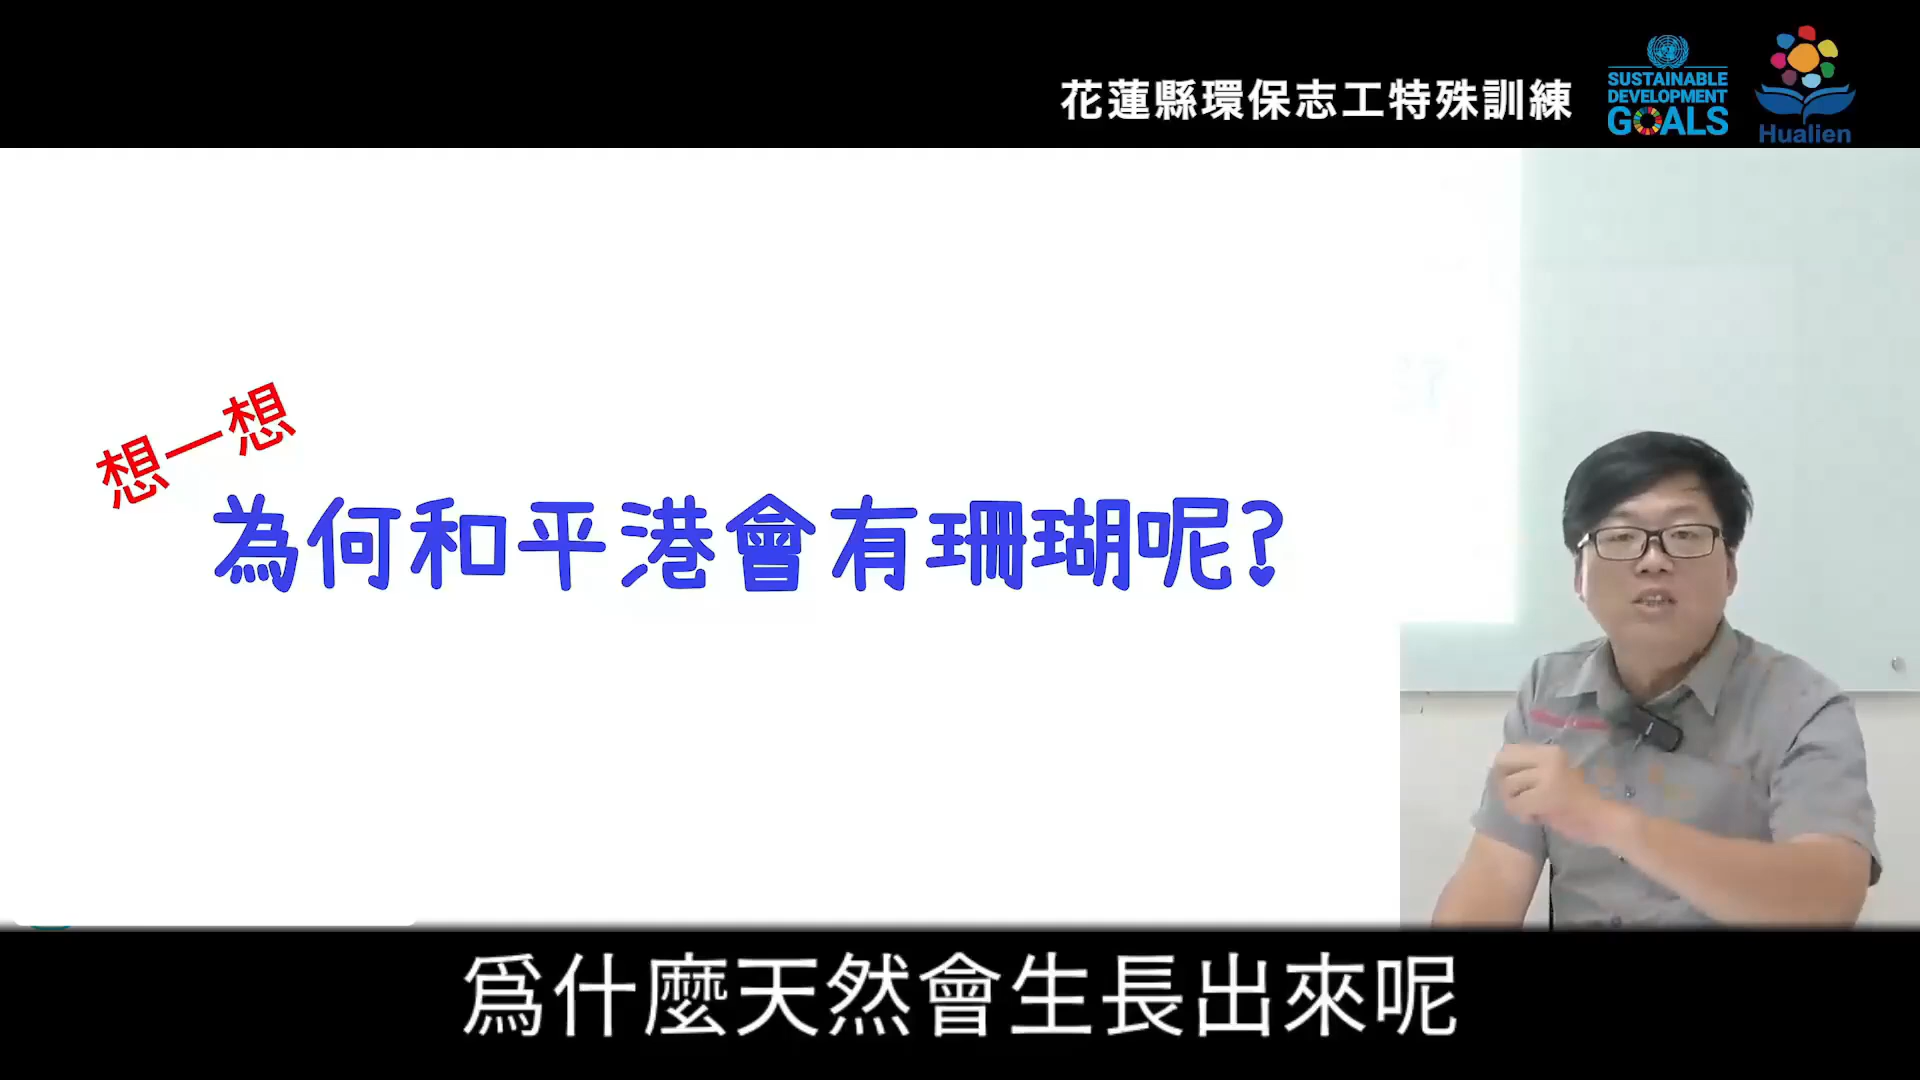 花蓮縣環保志工特殊訓練
SUSTAINABLE
DEVELOPMENT
GOALS
Hualien
想一想
為何和平港會有珊瑚呢?
爲什麼天然會生長出來呢